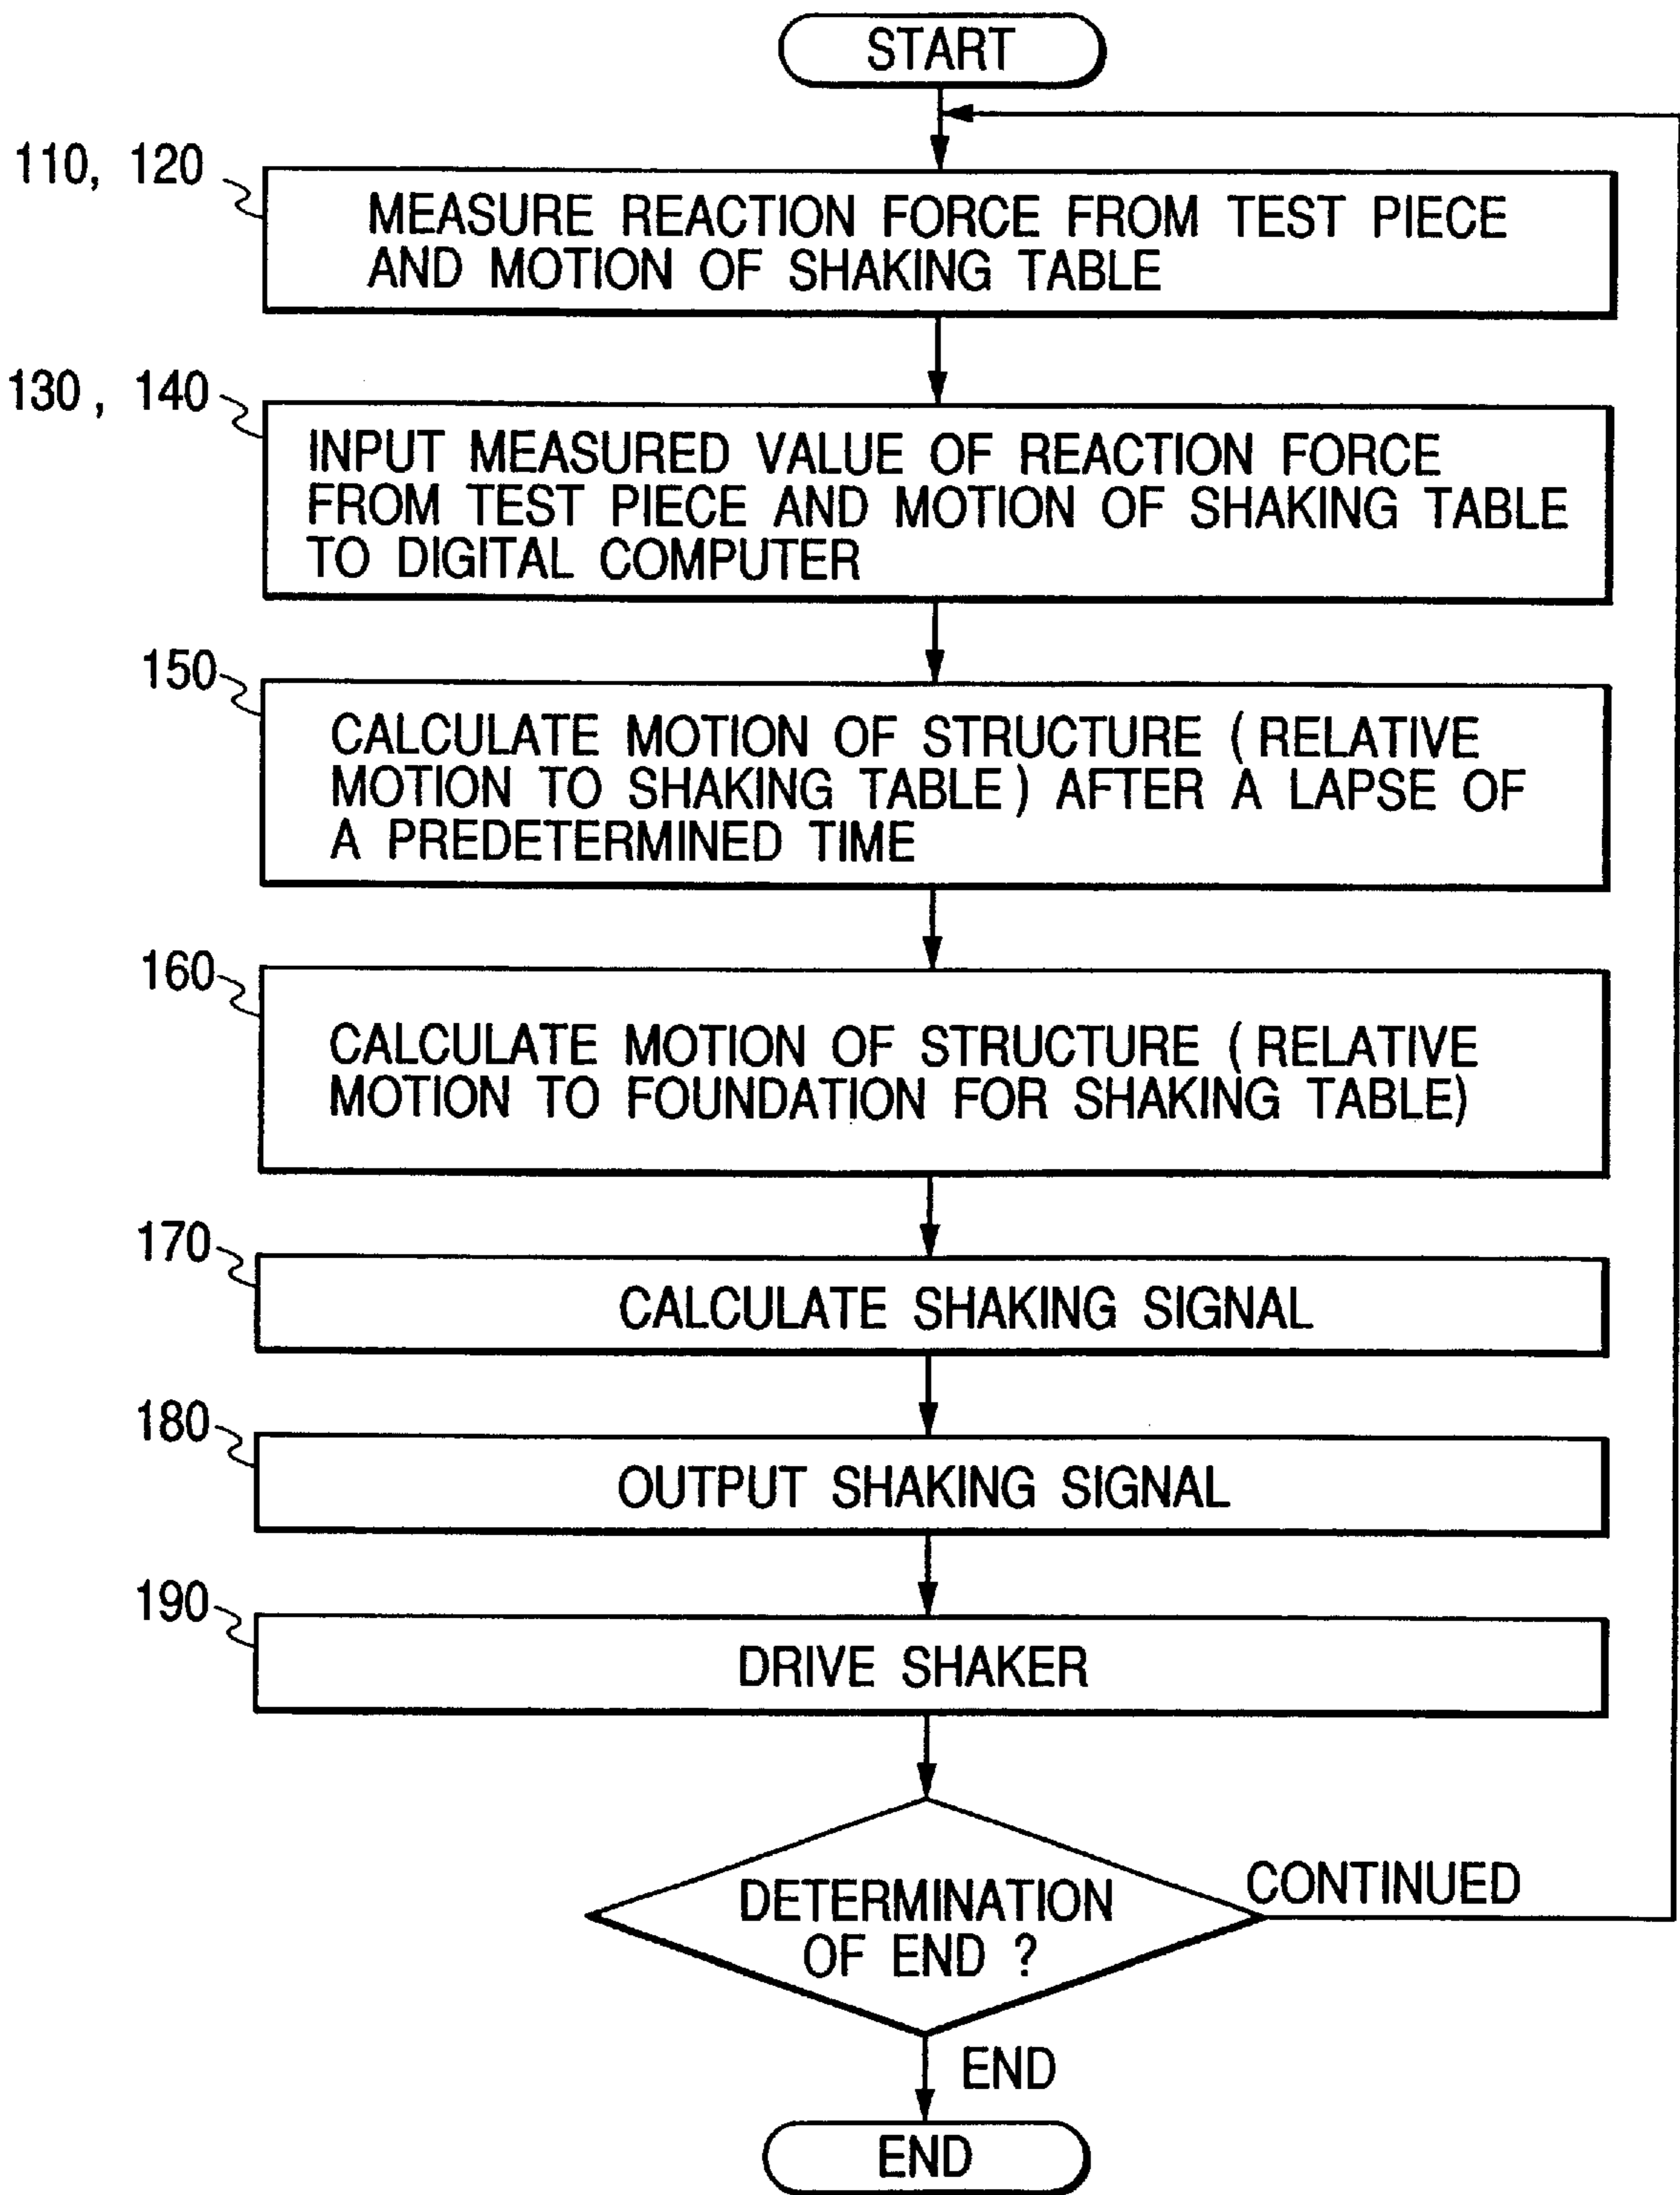 START
110, 120
MEASURE REACTION FORCE FROM TEST PIECE
AND MOTION OF SHAKING TABLE
130, 140
INPUT MEASURED VALUE OF REACTION FORCE
FROM TEST PIECE AND MOTION OF SHAKING TABLE
TO DIGITAL COMPUTER
150
CALCULATE MOTION OF STRUCTURE (RELATIVE
MOTION TO SHAKING TABLE) AFTER A LAPSE OF
A PREDETERMINED TIME
160
CALCULATE MOTION OF STRUCTURE (RELATIVE
MOTION TO FOUNDATION FOR SHAKING TABLE)
170
CALCULATE SHAKING SIGNAL
180
OUTPUT SHAKING SIGNAL
190
DRIVE SHAKER
DETERMINATION
OF END ?
CONTINUED
END
END